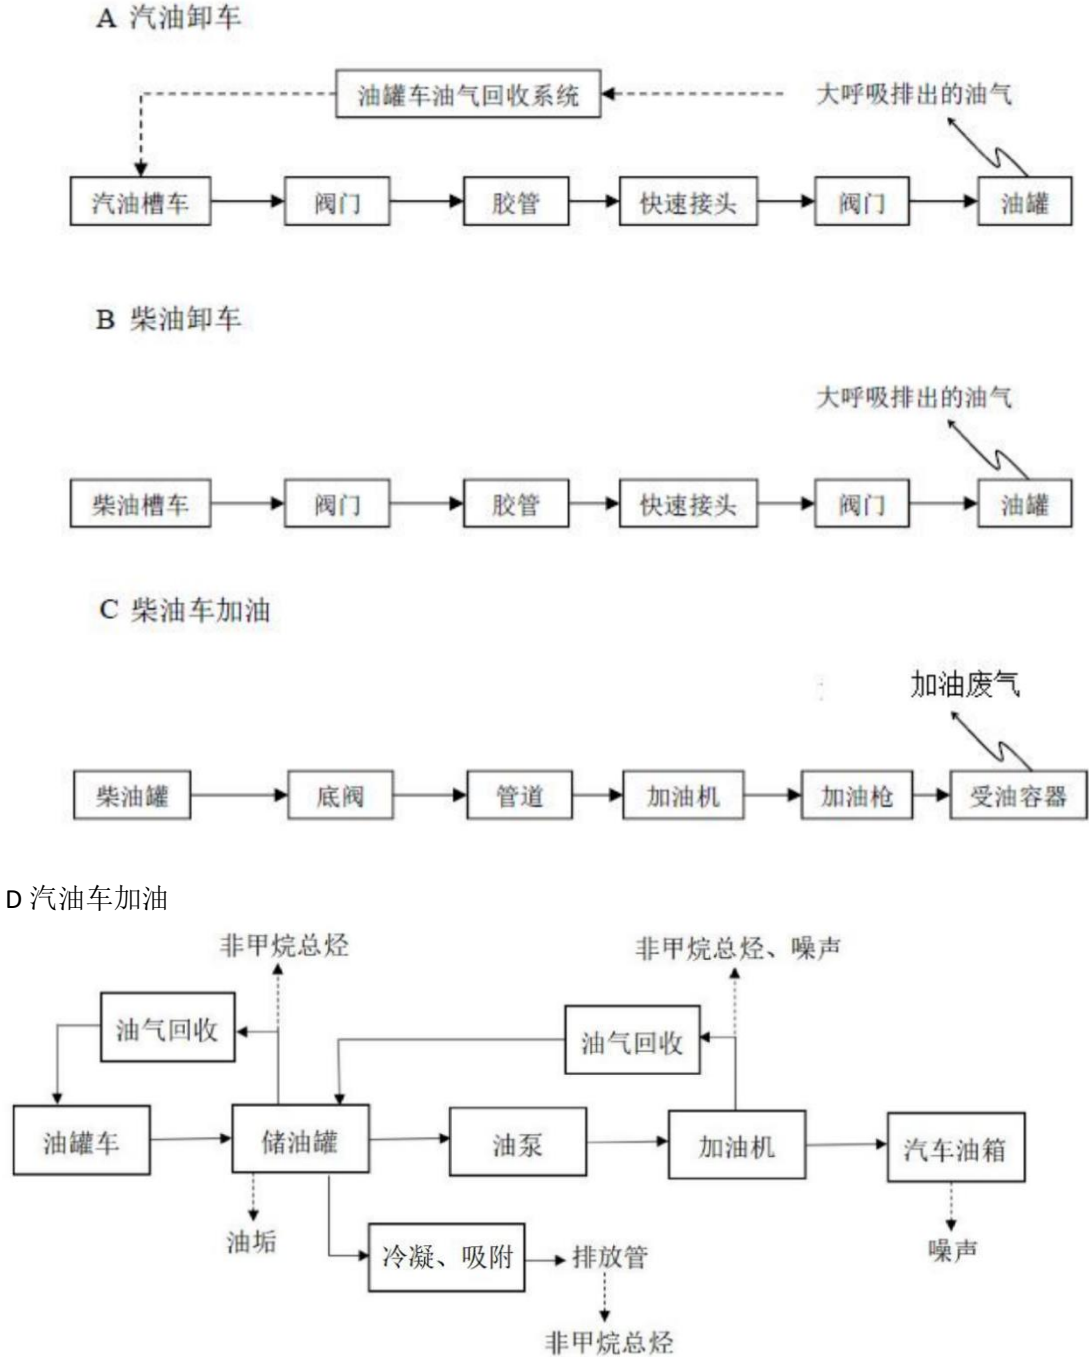 A 汽油卸车
油罐车油气回收系统
大呼吸排出的油气
汽油槽车
阀门
胶管
快速接头
阀门
油罐
B 柴油卸车
大呼吸排出的油气
柴油槽车
阀门
胶管
快速接头
阀门
油罐
C 柴油车加油
加油废气
柴油罐
底阀
管道
加油机
加油枪
受油容器
D 汽油车加油
非甲烷总烃
非甲烷总烃、噪声
油气回收
油气回收
油罐车
储油罐
油泵
加油机
汽车油箱
油垢
冷凝、吸附
排放管
噪声
非甲烷总烃